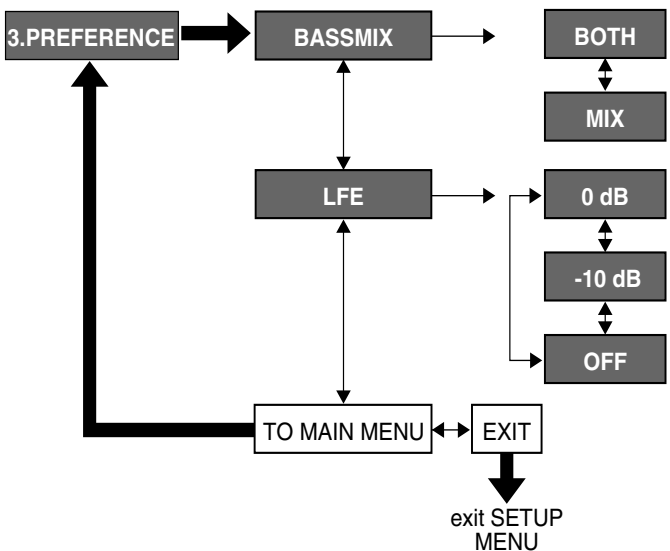 3.PREFERENCE
BASSMIX
BOTH
MIX
LFE
0 dB
-10 dB
OFF
TO MAIN MENU
EXIT
exit SETUP
MENU